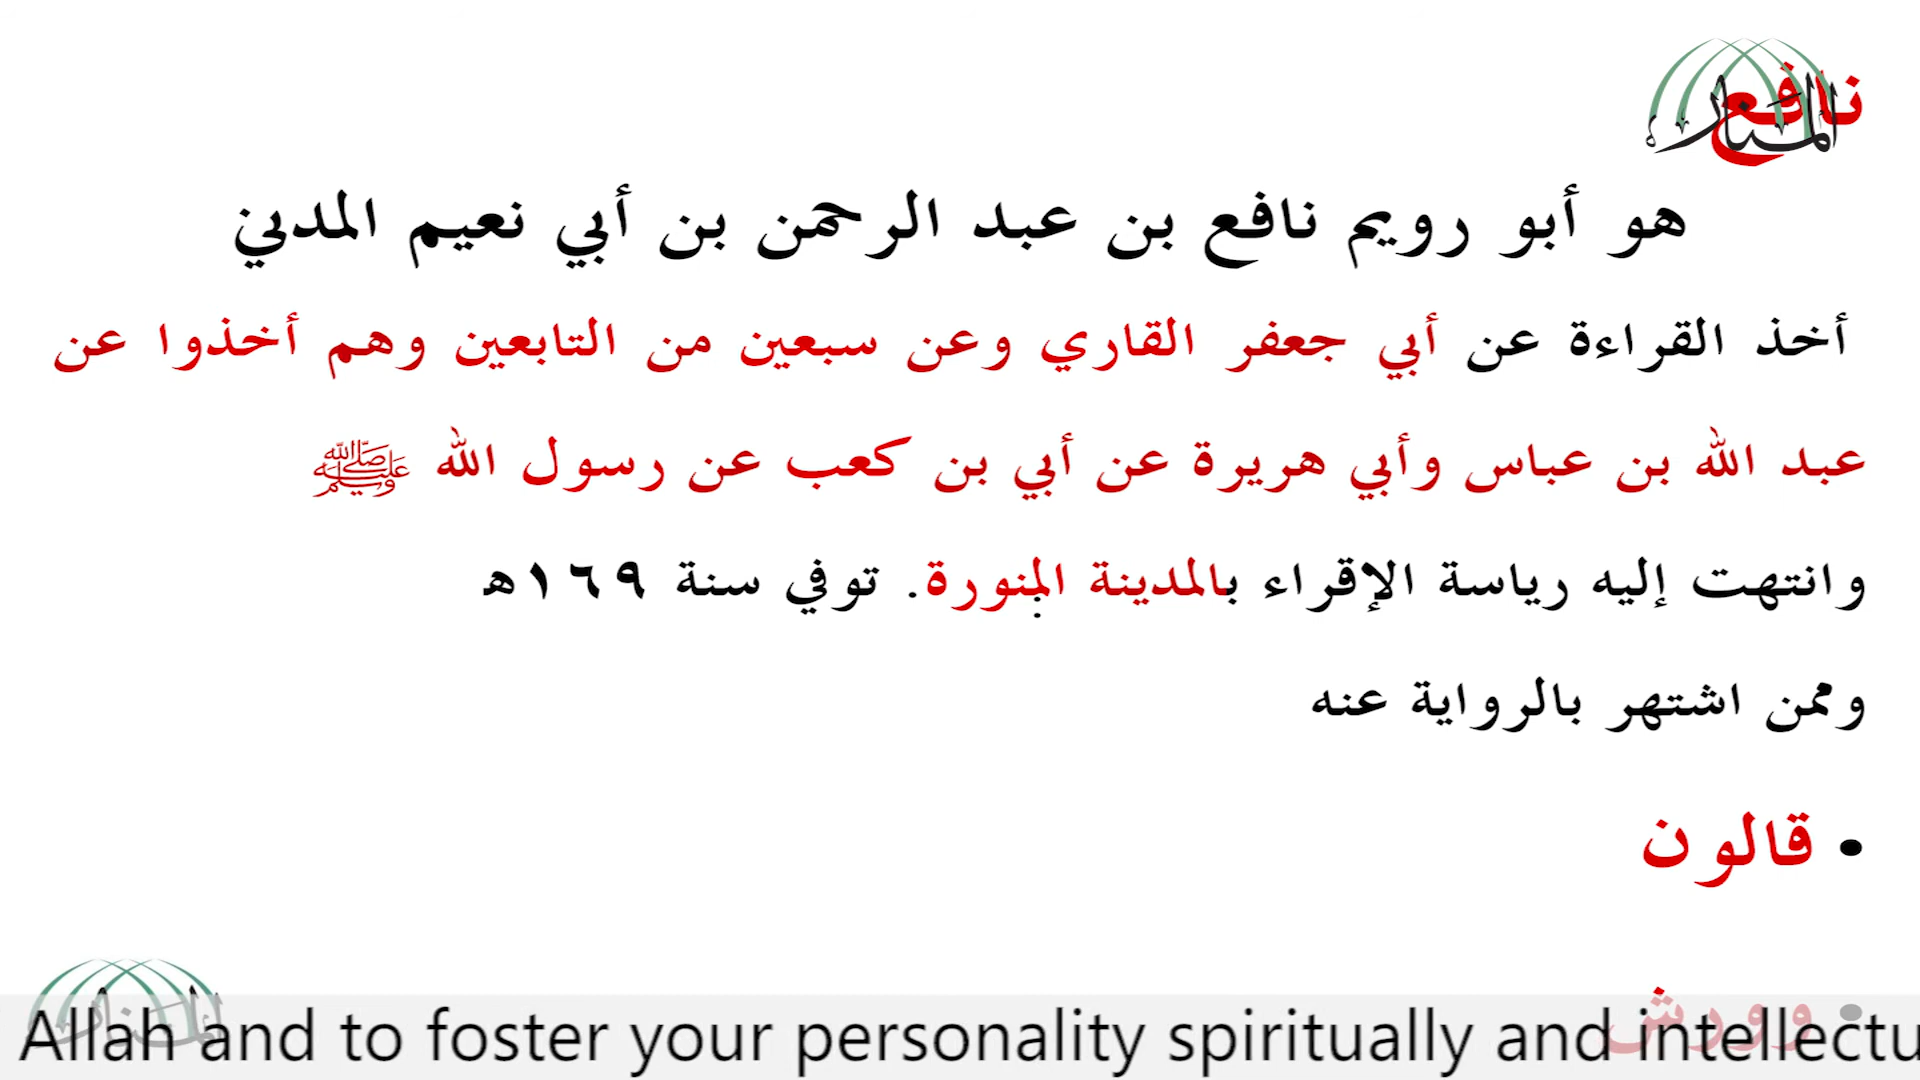 نافع
المنارة
هو أبو رويم نافع بن عبد الرحمن بن أبي نعيم المدني
أخذ القراءة عن أبي جعفر القاري وعن سبعين من التابعين وهم أخذوا عن
عبد الله بن عباس وأبي هريرة عن أبي بن كعب عن رسول الله ﷺ
وانتهت إليه رياسة الإقراء بالمدينة المنورة. توفي سنة ١٦٩هـ
وممن اشتهر بالرواية عنه
• قالون
• وورش
المنارة
Allah and to foster your personality spiritually and intellectu